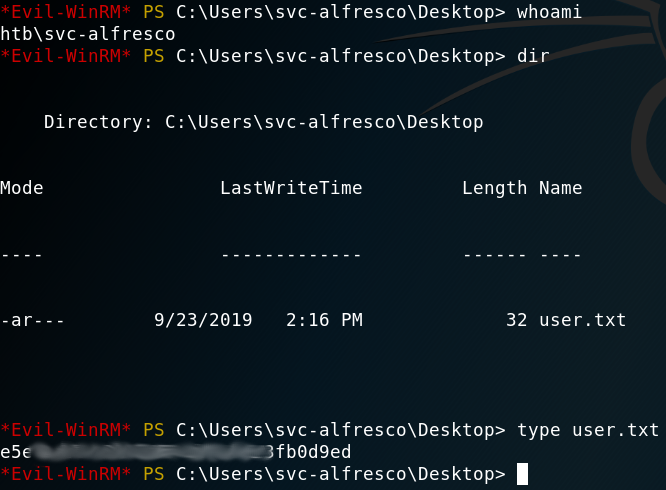 *Evil-WinRM* PS C:\Users\svc-alfresco\Desktop> whoami
htb\svc-alfresco
*Evil-WinRM* PS C:\Users\svc-alfresco\Desktop> dir
Directory: C:\Users\svc-alfresco\Desktop
Mode                LastWriteTime         Length Name
----                -------------         ------ ----
-ar---        9/23/2019   2:16 PM             32 user.txt
*Evil-WinRM* PS C:\Users\svc-alfresco\Desktop> type user.txt
e5e 3fb0d9ed
*Evil-WinRM* PS C:\Users\svc-alfresco\Desktop>